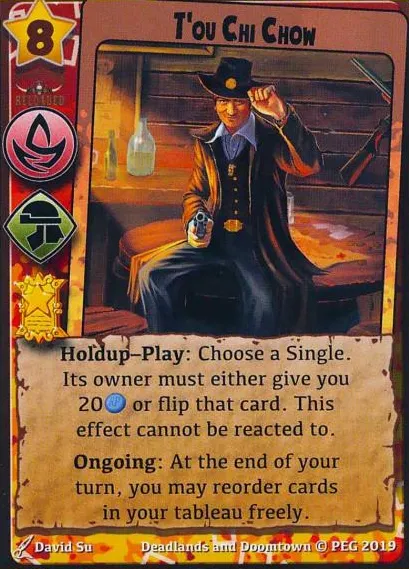 8
T'OU CHI CHOW
RELOADED
Holdup–Play: Choose a Single.
Its owner must either give you
20 or flip that card. This
effect cannot be reacted to.
Ongoing: At the end of your
turn, you may reorder cards
in your tableau freely.
David Su
Deadlands and Doomtown © PEG 2019